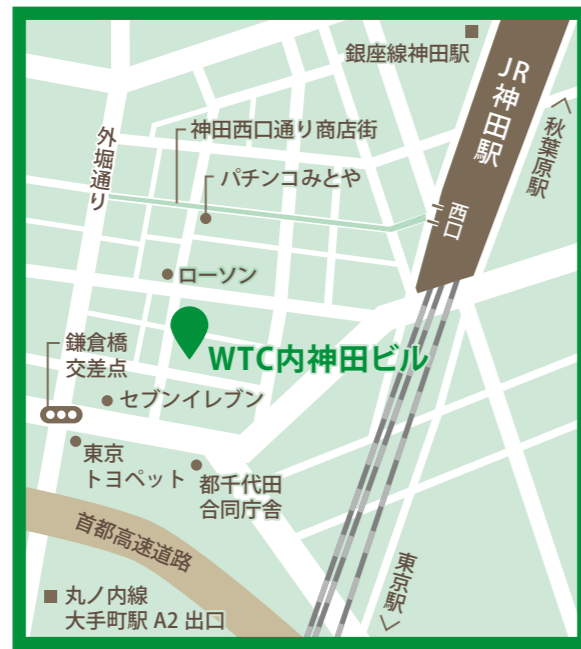 銀座線神田駅
JR神田駅
〈秋葉原駅
外堀通り
神田西口通り商店街
パチンコみとや
西口
ローソン
WTC内神田ビル
鎌倉橋
交差点
セブンイレブン
東京
トヨペット
都千代田
合同庁舎
首都高速道路
東京駅〉
丸ノ内線
大手町駅 A2 出口